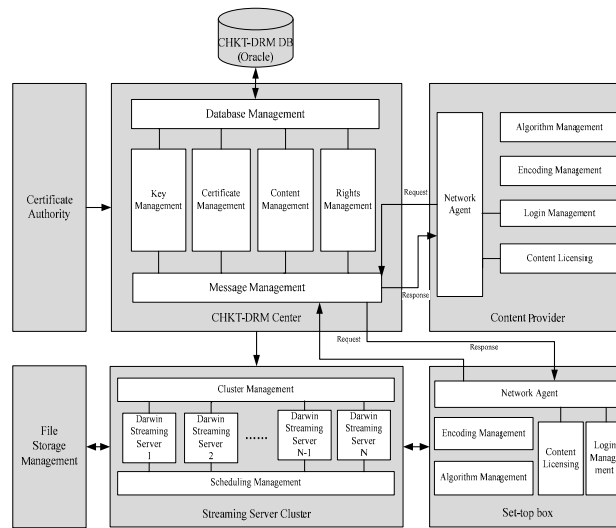 CHKT-DRM DB
(Oracle)
Database Management
Key
Management
Certificate
Management
Content
Management
Rights
Management
Message Management
CHKT-DRM Center
Certificate
Authority
Request
Response
Network
Agent
Algorithm Management
Encoding Management
Login Management
Content Licensing
Content Provider
Request
Response
File
Storage
Management
Cluster Management
Darwin
Streaming
Server
1
Darwin
Streaming
Server
2
......
Darwin
Streaming
Server
N-1
Darwin
Streaming
Server
N
Scheduling Management
Streaming Server Cluster
Network Agent
Encoding Management
Algorithm Management
Content
Licensing
Login
Manage
ment
Set-top box